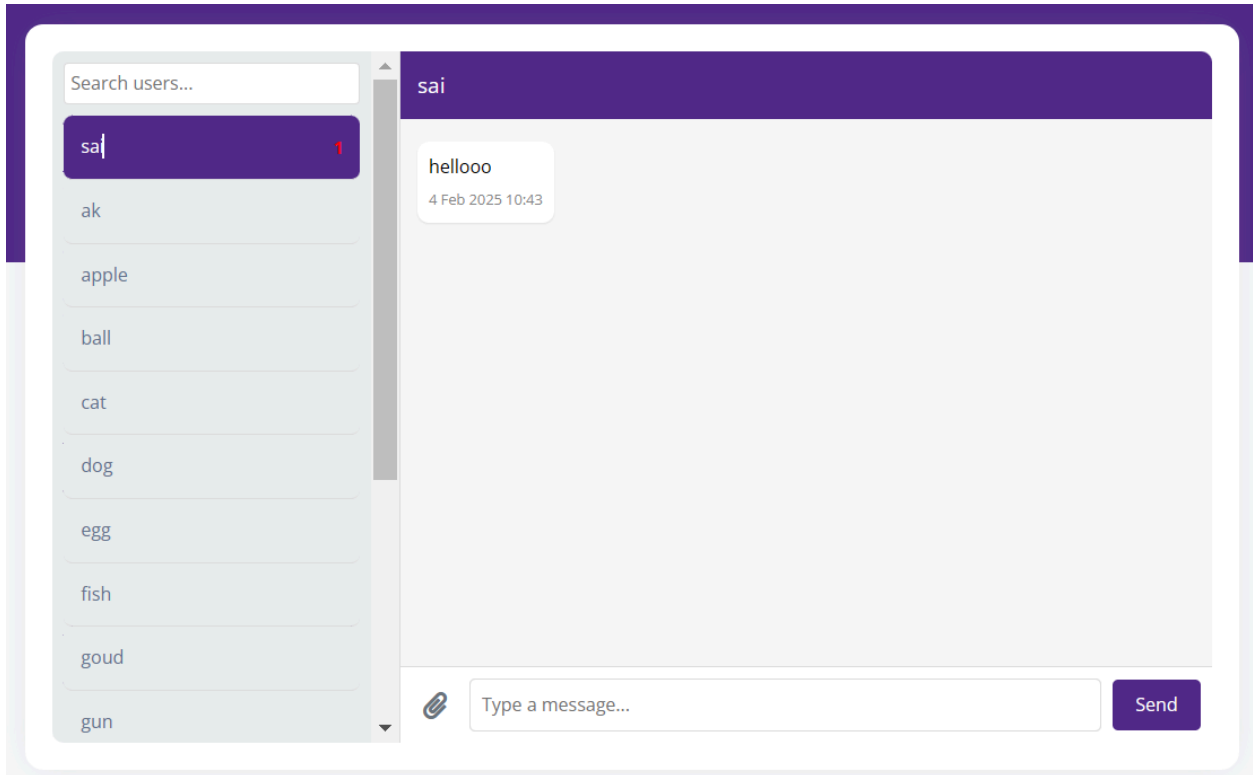 Search users...
sai 1
ak
apple
ball
cat
dog
egg
fish
goud
gun
sai
hellooo
4 Feb 2025 10:43
Type a message...
Send